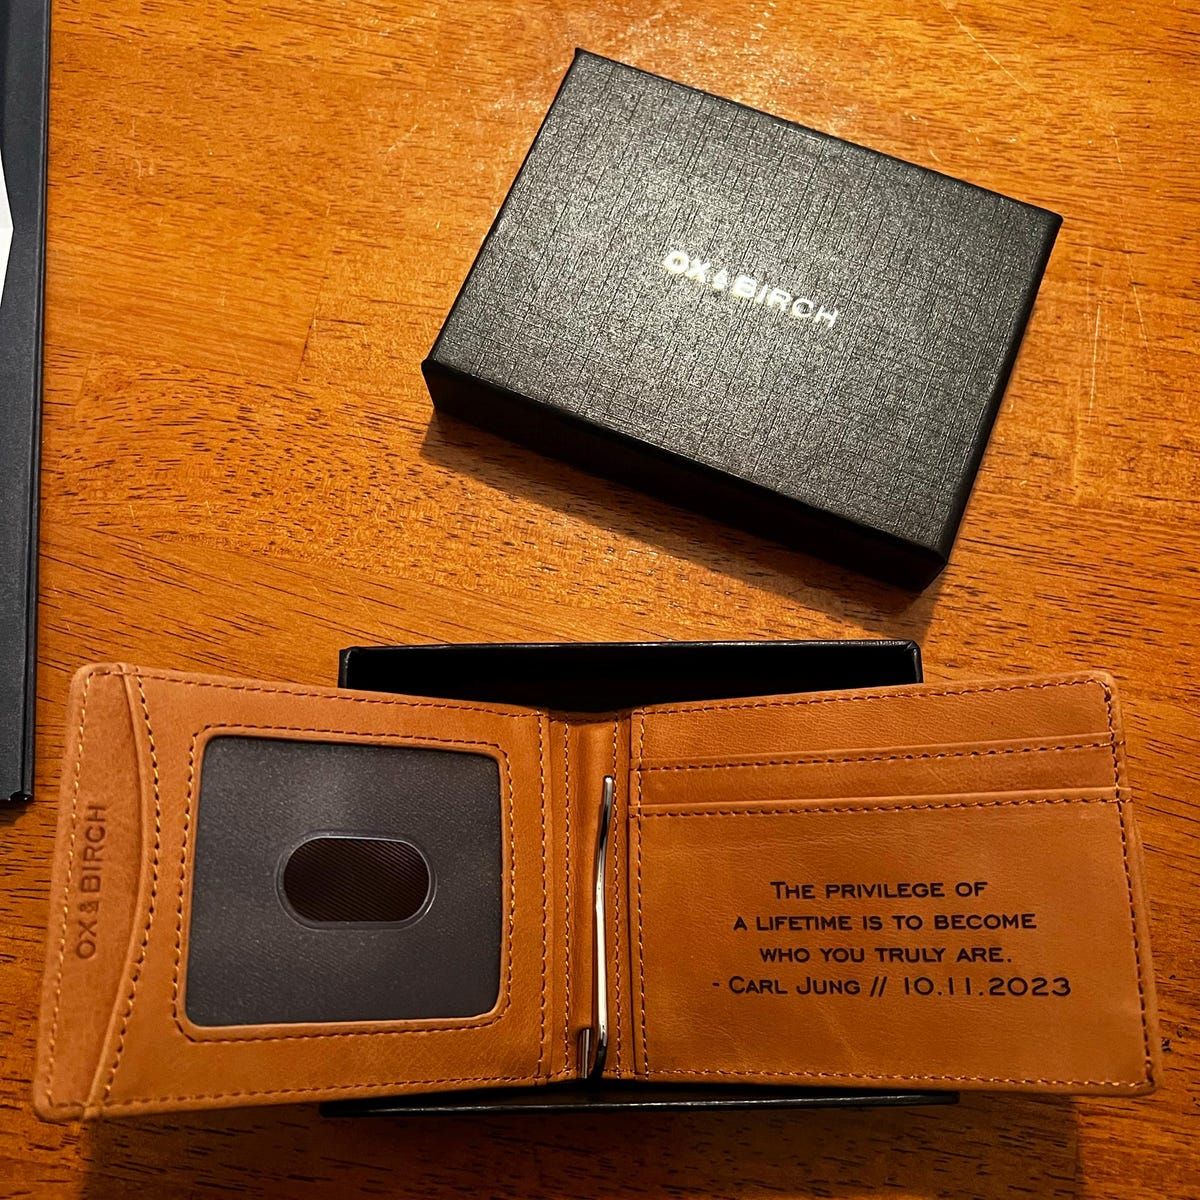 OX & BIRCH
OX & BIRCH
THE PRIVILEGE OF
A LIFETIME IS TO BECOME
WHO YOU TRULY ARE.
- CARL JUNG // 10.11.2023